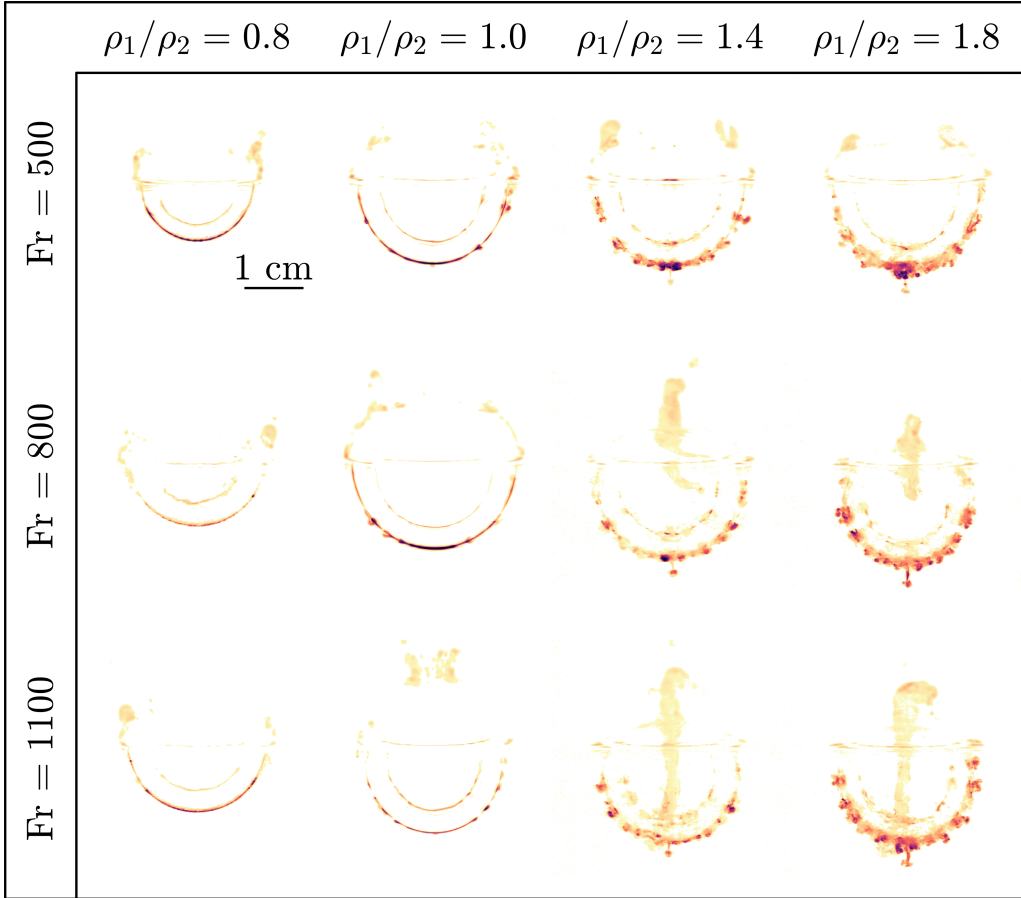 ρ₁/ρ₂ = 0.8 ρ₁/ρ₂ = 1.0 ρ₁/ρ₂ = 1.4 ρ₁/ρ₂ = 1.8
Fr = 500
1 cm
Fr = 800
Fr = 1100